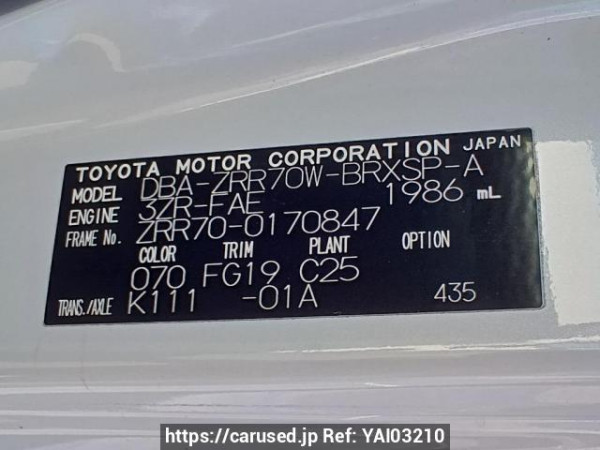 TOYOTA MOTOR CORPORATION JAPAN
MODEL DBA-ZRR70W-BRXSP-A
ENGINE 3ZR-FAE 1986 mL
FRAME No. ZRR70-0170847
COLOR TRIM PLANT OPTION
070 FG19 C25
TRANS./AXLE K111 -01A 435
https://carused.jp Ref: YAI03210